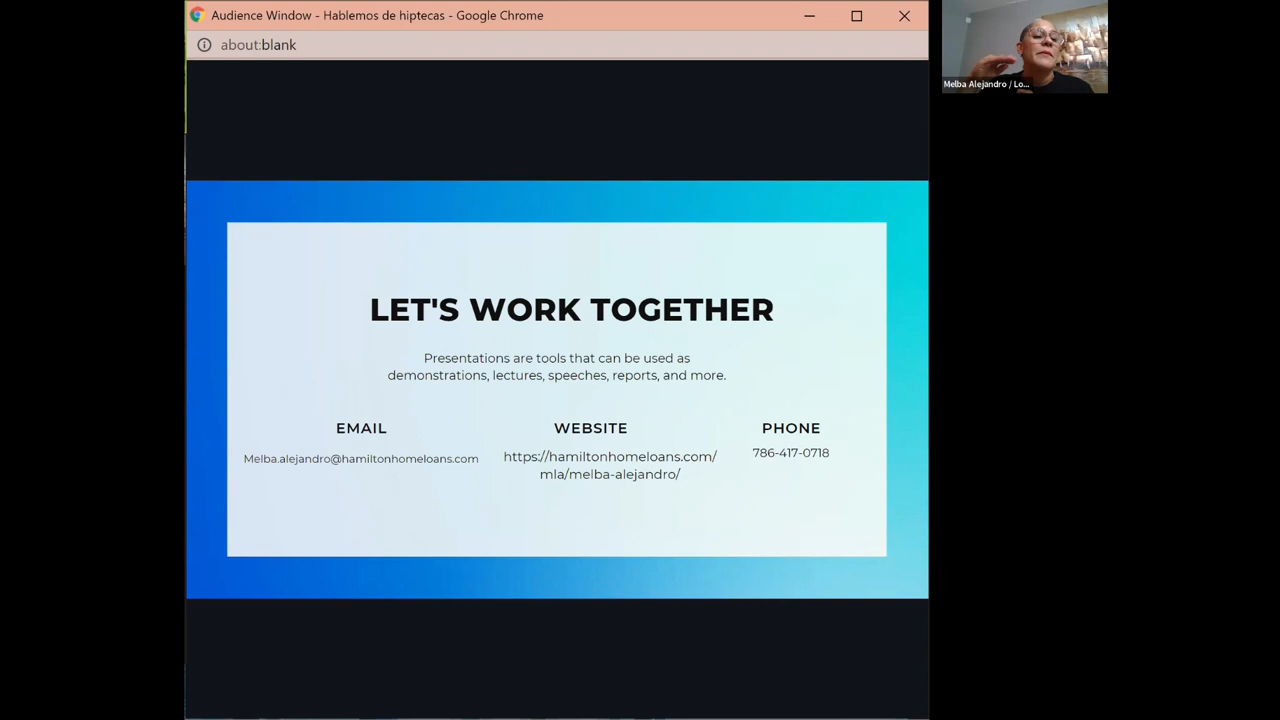 Audience Window - Hablemos de hiptecas - Google Chrome
about:blank
Melba Alejandro / Lo...
LET'S WORK TOGETHER
Presentations are tools that can be used as
demonstrations, lectures, speeches, reports, and more.
EMAIL
Melba.alejandro@hamiltonhomeloans.com
WEBSITE
https://hamiltonhomeloans.com/
mla/melba-alejandro/
PHONE
786-417-0718